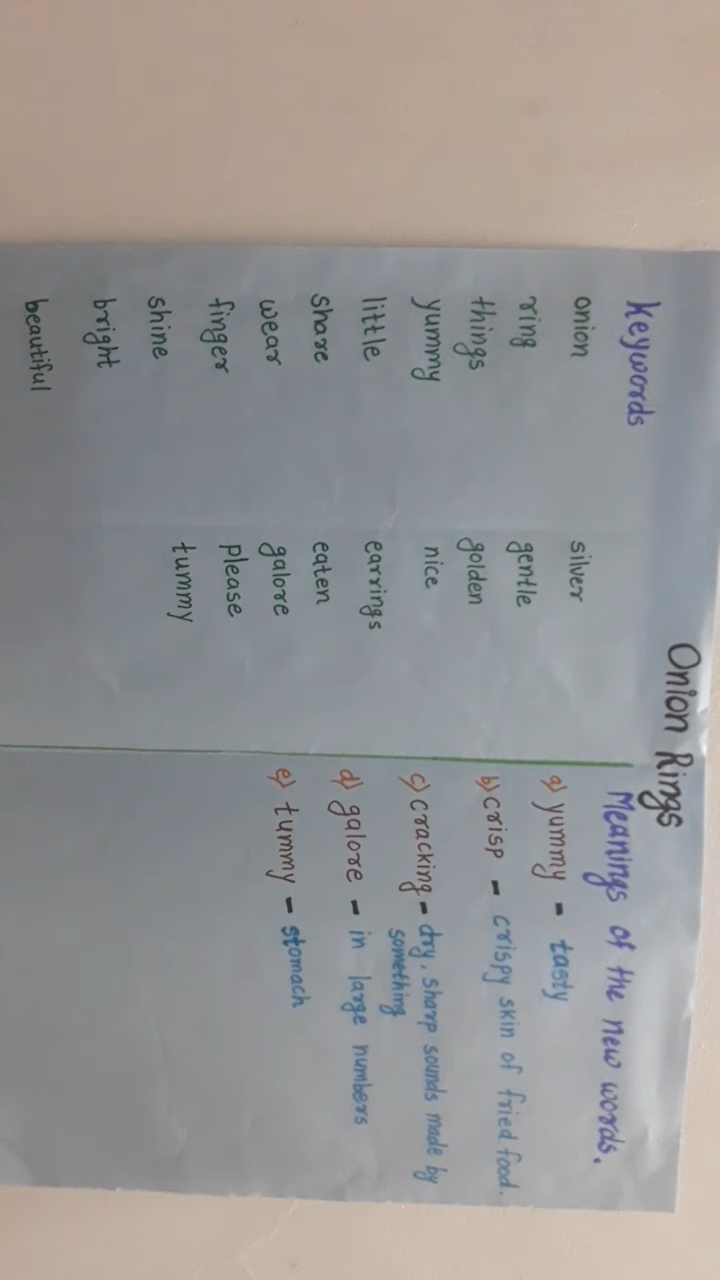 Onion Rings
Keywords
onion
ring
things
yummy
little
share
wear
finger
shine
bright
beautiful
silver
gentle
golden
nice
earrings
eaten
galore
please
tummy
Meanings of the new words.
a) yummy - tasty
b) crisp - crispy skin of fried food.
c) cracking - dry, sharp sounds made by
something
d) galore - in large numbers
e) tummy - stomach